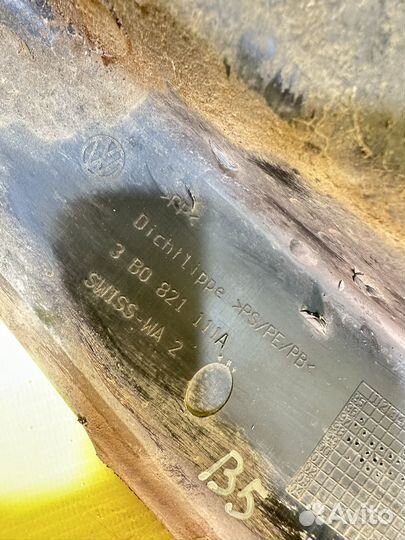 Dichtlippe >PS/PE/PB<
3 B0 821 111A
SWISS-WA 2
B5
Avito